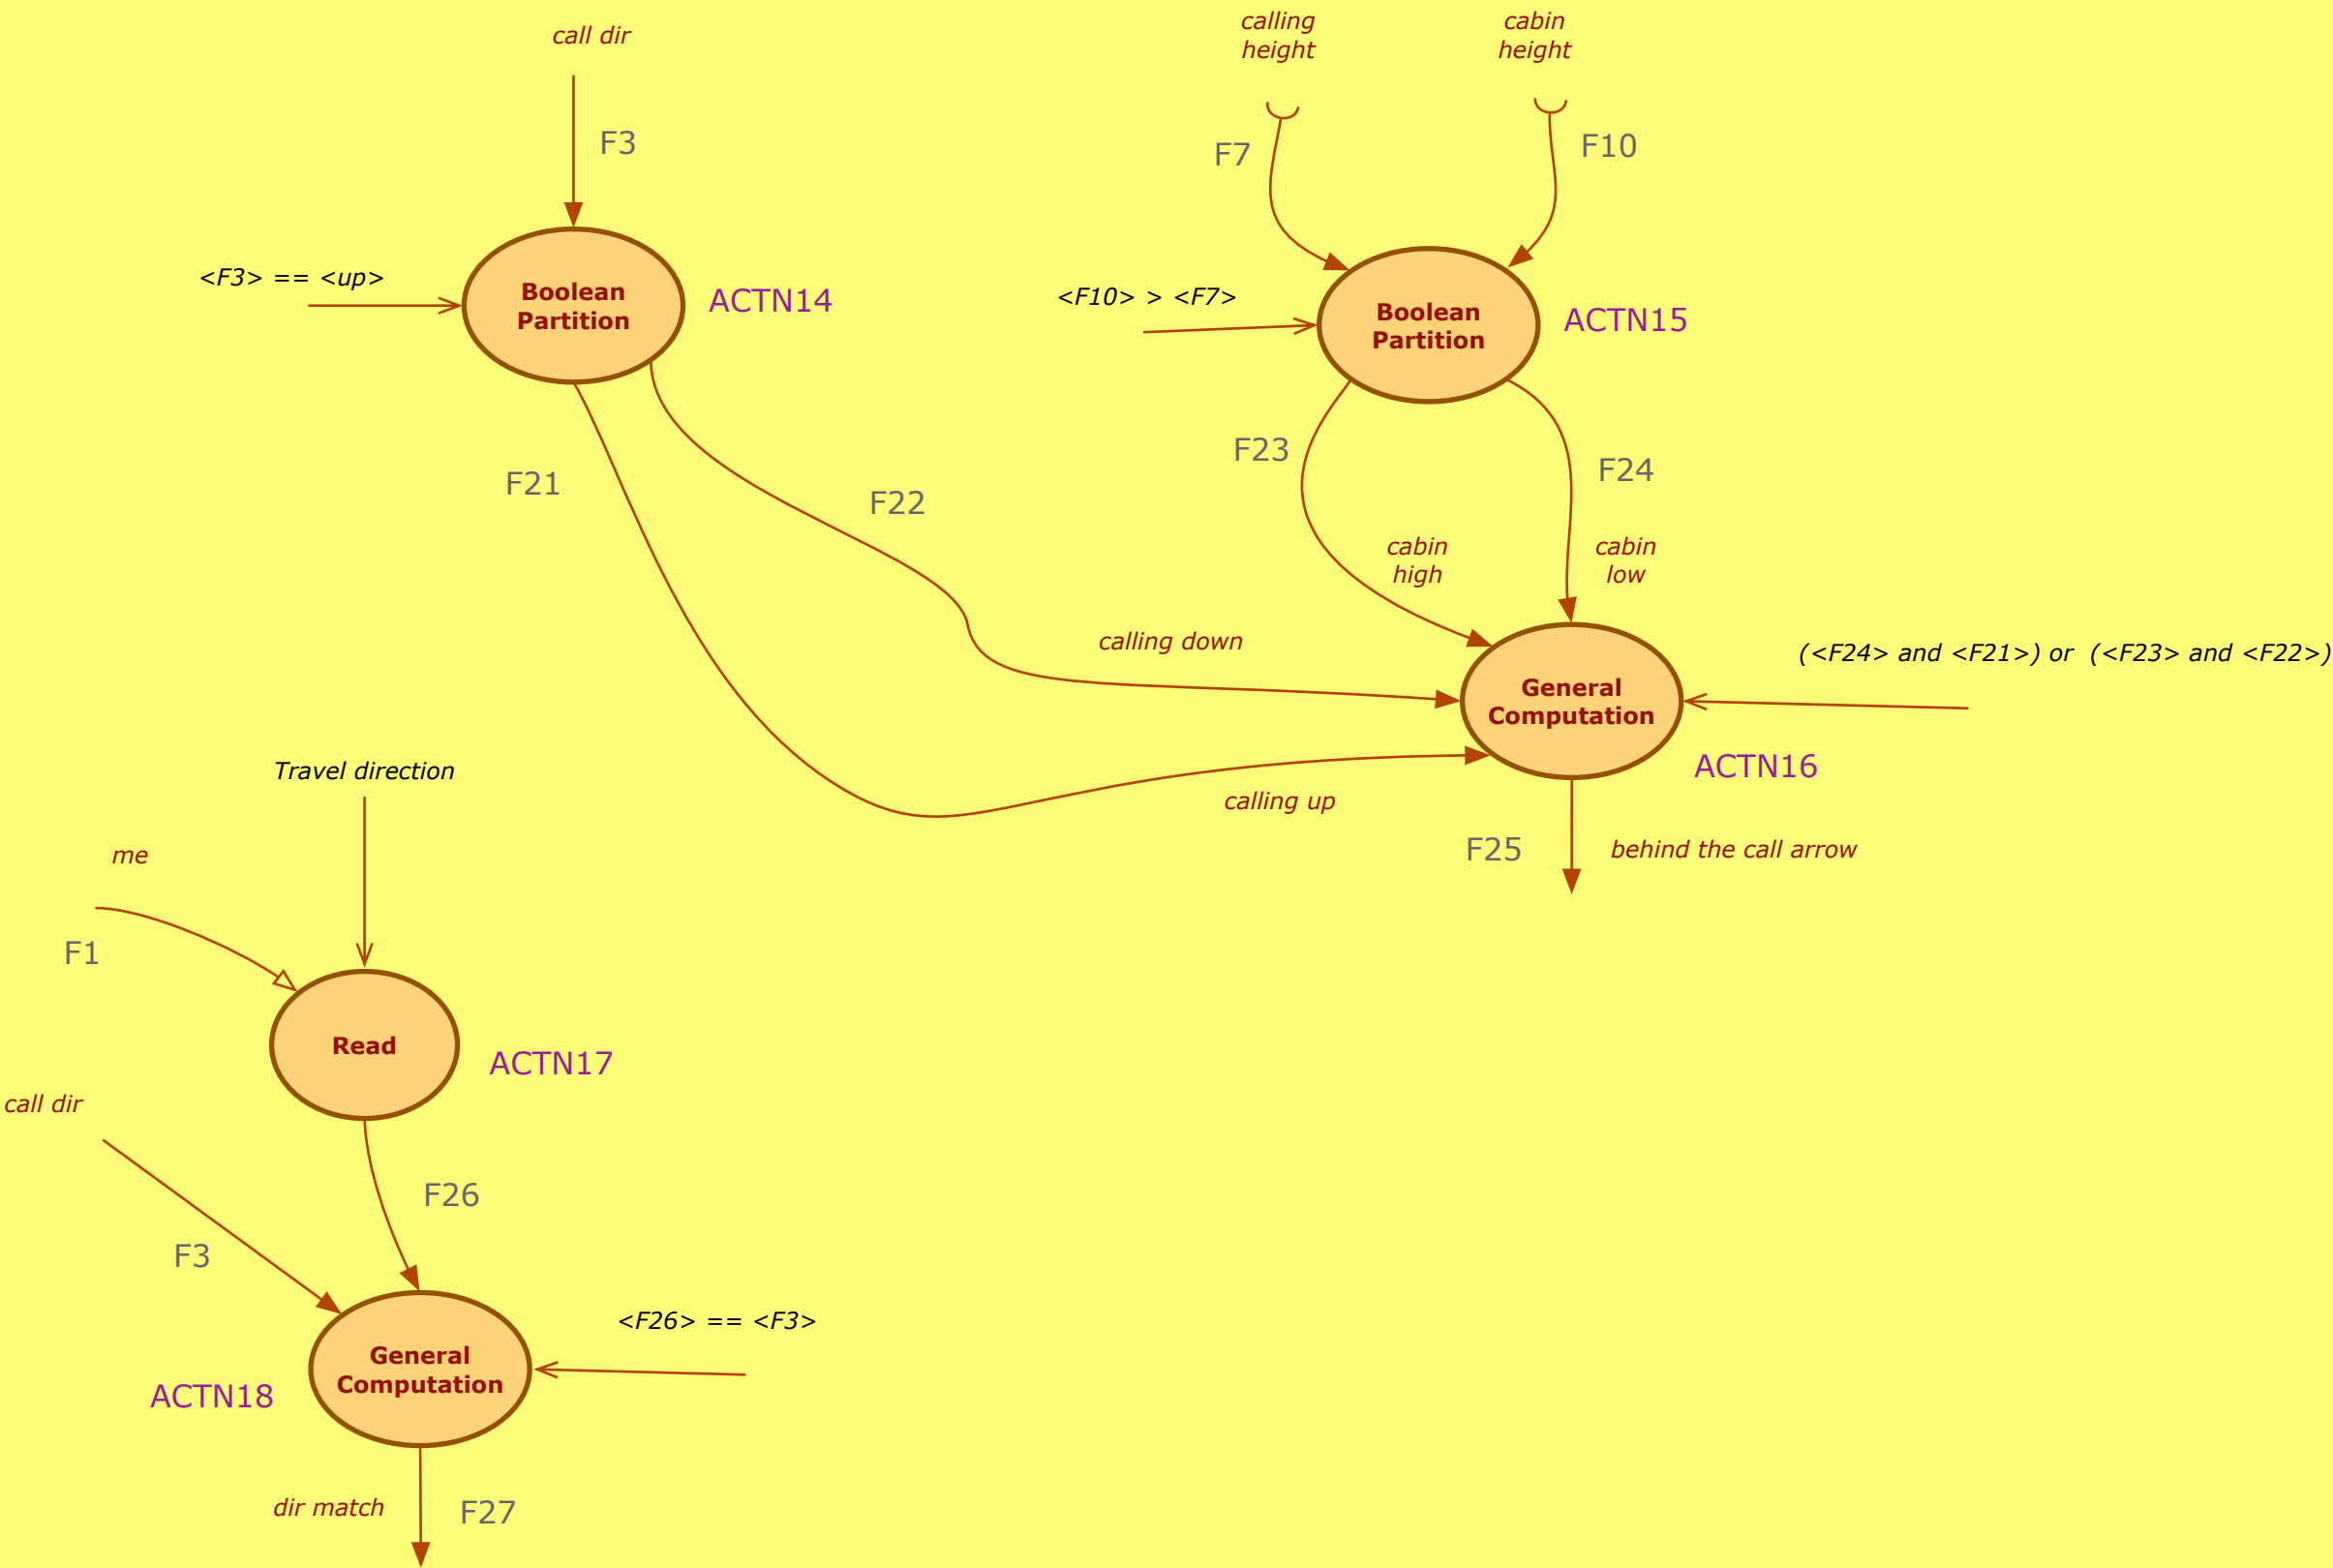 call dir
calling
height
cabin
height
F3
F7
F10
<F3> == <up>
Boolean
Partition
ACTN14
<F10> > <F7>
Boolean
Partition
ACTN15
F21
F22
F23
F24
cabin
high
cabin
low
calling down
(<F24> and <F21>) or  (<F23> and <F22>)
General
Computation
ACTN16
calling up
F25
behind the call arrow
Travel direction
me
F1
Read
ACTN17
call dir
F26
F3
<F26> == <F3>
General
Computation
ACTN18
dir match
F27